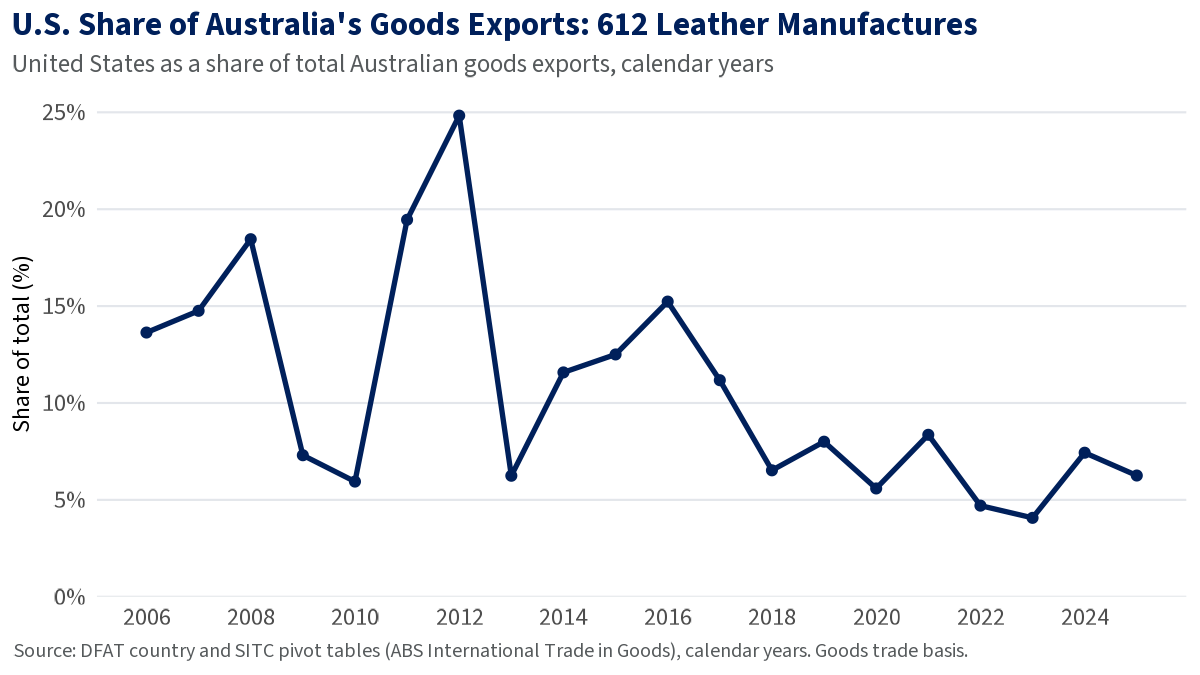 U.S. Share of Australia's Goods Exports: 612 Leather Manufactures
United States as a share of total Australian goods exports, calendar years
Share of total (%)
25%
20%
15%
10%
5%
0%
2006 2008 2010 2012 2014 2016 2018 2020 2022 2024
Source: DFAT country and SITC pivot tables (ABS International Trade in Goods), calendar years. Goods trade basis.